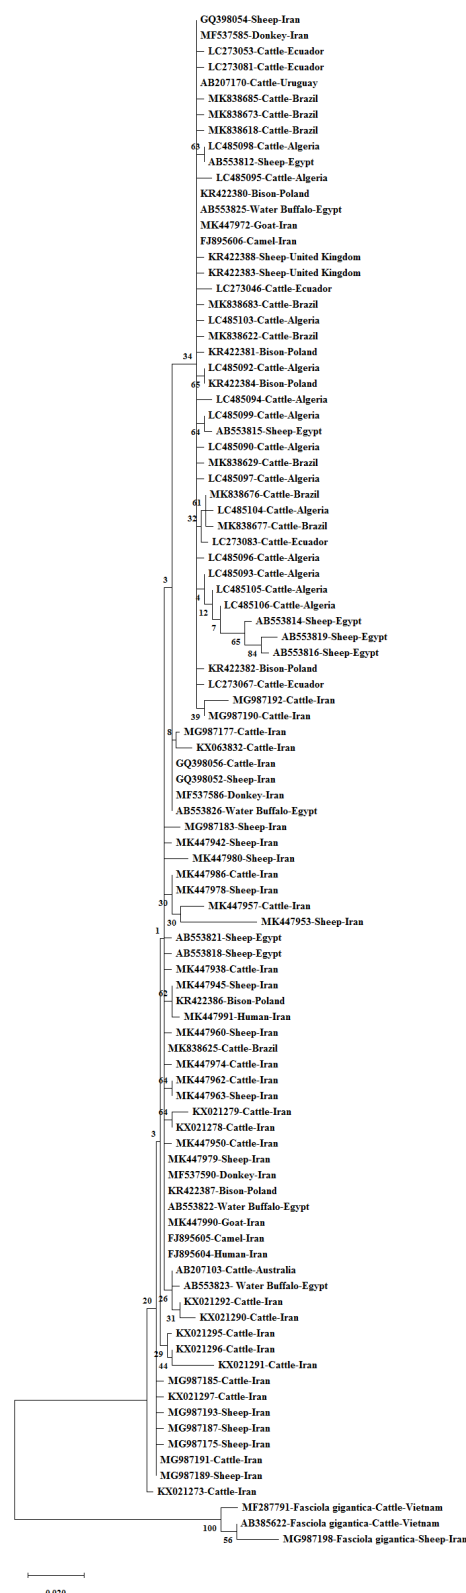 GQ398054-Sheep-Iran
MF537585-Donkey-Iran
LC273053-Cattle-Ecuador
LC273081-Cattle-Ecuador
AB207170-Cattle-Uruguay
MK838685-Cattle-Brazil
MK838673-Cattle-Brazil
MK838618-Cattle-Brazil
63
LC485098-Cattle-Algeria
AB553812-Sheep-Egypt
LC485095-Cattle-Algeria
KR422380-Bison-Poland
AB553825-Water Buffalo-Egypt
MK447972-Goat-Iran
FJ895606-Camel-Iran
KR422388-Sheep-United Kingdom
KR422383-Sheep-United Kingdom
LC273046-Cattle-Ecuador
MK838683-Cattle-Brazil
LC485103-Cattle-Algeria
MK838622-Cattle-Brazil
34
KR422381-Bison-Poland
LC485092-Cattle-Algeria
65
KR422384-Bison-Poland
LC485094-Cattle-Algeria
LC485099-Cattle-Algeria
64
AB553815-Sheep-Egypt
LC485090-Cattle-Algeria
MK838629-Cattle-Brazil
LC485097-Cattle-Algeria
MK838676-Cattle-Brazil
61
LC485104-Cattle-Algeria
32
MK838677-Cattle-Brazil
LC273083-Cattle-Ecuador
LC485096-Cattle-Algeria
3
LC485093-Cattle-Algeria
4
LC485105-Cattle-Algeria
12
LC485106-Cattle-Algeria
7
AB553814-Sheep-Egypt
65
AB553819-Sheep-Egypt
84
AB553816-Sheep-Egypt
KR422382-Bison-Poland
LC273067-Cattle-Ecuador
MG987192-Cattle-Iran
39
MG987190-Cattle-Iran
8
MG987177-Cattle-Iran
KX063832-Cattle-Iran
GQ398056-Cattle-Iran
GQ398052-Sheep-Iran
MF537586-Donkey-Iran
AB553826-Water Buffalo-Egypt
MG987183-Sheep-Iran
MK447942-Sheep-Iran
MK447980-Sheep-Iran
MK447986-Cattle-Iran
MK447978-Sheep-Iran
30
MK447957-Cattle-Iran
30
MK447953-Sheep-Iran
1
AB553821-Sheep-Egypt
AB553818-Sheep-Egypt
MK447938-Cattle-Iran
MK447945-Sheep-Iran
62
KR422386-Bison-Poland
MK447991-Human-Iran
MK447960-Sheep-Iran
MK838625-Cattle-Brazil
MK447974-Cattle-Iran
64
MK447962-Cattle-Iran
MK447963-Sheep-Iran
64
KX021279-Cattle-Iran
KX021278-Cattle-Iran
3
MK447950-Cattle-Iran
MK447979-Sheep-Iran
MF537590-Donkey-Iran
KR422387-Bison-Poland
AB553822-Water Buffalo-Egypt
MK447990-Goat-Iran
FJ895605-Camel-Iran
FJ895604-Human-Iran
AB207103-Cattle-Australia
AB553823- Water Buffalo-Egypt
20
26
KX021292-Cattle-Iran
31
KX021290-Cattle-Iran
KX021295-Cattle-Iran
29
KX021296-Cattle-Iran
44
KX021291-Cattle-Iran
MG987185-Cattle-Iran
KX021297-Cattle-Iran
MG987193-Sheep-Iran
MG987187-Sheep-Iran
MG987175-Sheep-Iran
MG987191-Cattle-Iran
MG987189-Sheep-Iran
KX021273-Cattle-Iran
MF287791-Fasciola gigantica-Cattle-Vietnam
100
AB385622-Fasciola gigantica-Cattle-Vietnam
56
MG987198-Fasciola gigantica-Sheep-Iran
0.020